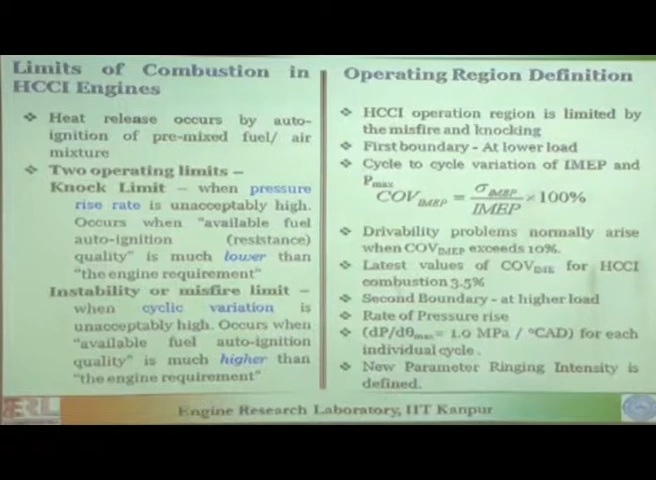 Limits of Combustion in
HCCI Engines
❖ Heat release occurs by auto-
ignition of pre-mixed fuel/ air
mixture
❖ Two operating limits –
Knock Limit – when pressure
rise rate is unacceptably high.
Occurs when "available fuel
auto-ignition (resistance)
quality" is much lower than
"the engine requirement"
Instability or misfire limit –
when cyclic variation is
unacceptably high. Occurs when
"available fuel auto-ignition
quality" is much higher than
"the engine requirement"
Operating Region Definition
❖ HCCI operation region is limited by
the misfire and knocking
❖ First boundary - At lower load
❖ Cycle to cycle variation of IMEP and
Pmax
COV_IMEP = σ_IMEP / IMEP × 100%
❖ Drivability problems normally arise
when COV_IMEP exceeds 10%.
❖ Latest values of COV_IME for HCCI
combustion 3.5%
❖ Second Boundary - at higher load
❖ Rate of Pressure rise
❖ (dP/dθmax= 1.0 MPa / °CAD) for each
individual cycle .
❖ New Parameter Ringing Intensity is
defined.
ERL
Engine Research Laboratory, IIT Kanpur